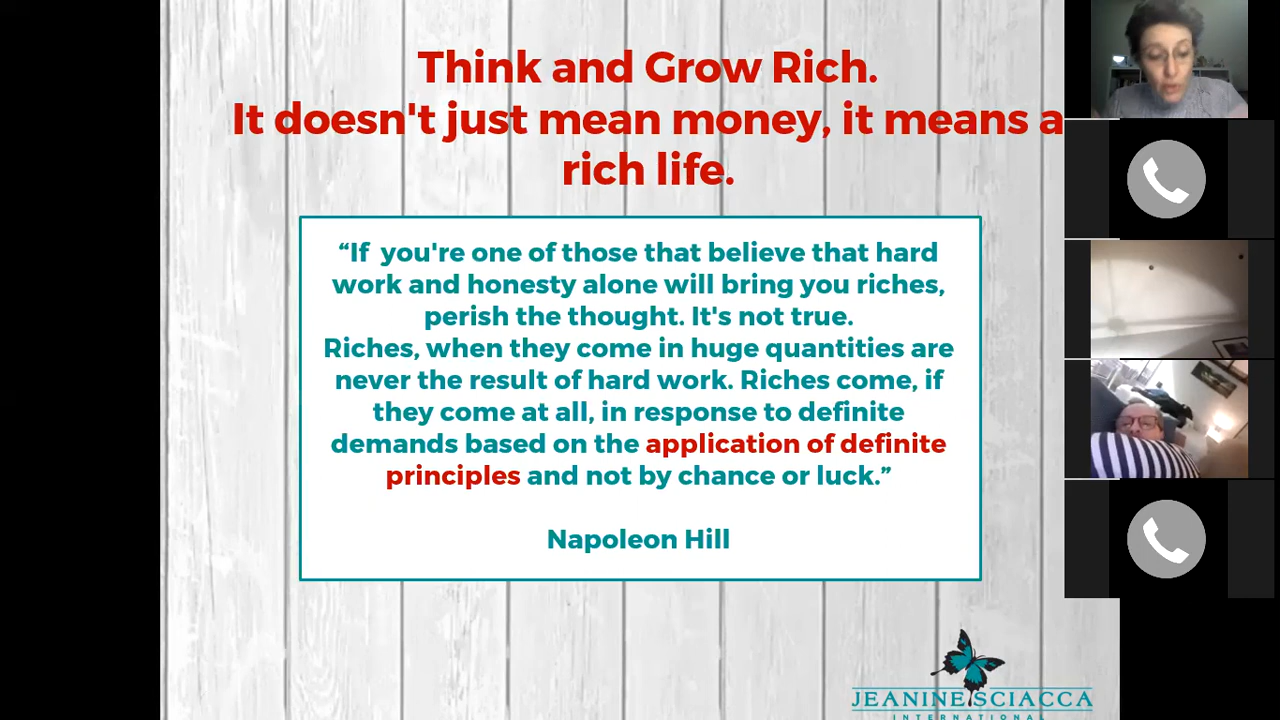 Think and Grow Rich.
It doesn't just mean money, it means a
rich life.
“If  you're one of those that believe that hard
work and honesty alone will bring you riches,
perish the thought. It's not true.
Riches, when they come in huge quantities are
never the result of hard work. Riches come, if
they come at all, in response to definite
demands based on the application of definite
principles and not by chance or luck.”
Napoleon Hill
JEANINE SCIACCA
INTERNATIONAL